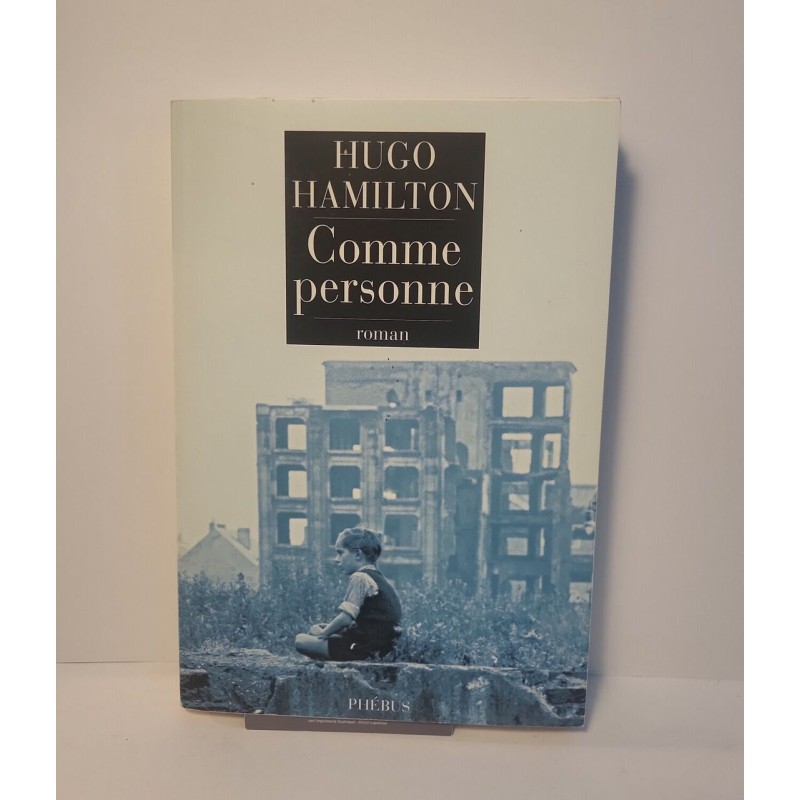 HUGO
HAMILTON
Comme
personne
roman
PHÉBUS